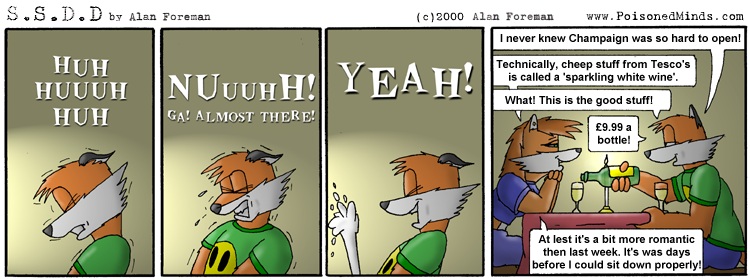 S.S.D.D by Alan Foreman (c)2000 Alan Foreman www.PoisonedMinds.com
HUH
HUUUH
HUH
NUUUHH!
GA! ALMOST THERE!
YEAH!
I never knew Champaign was so hard to open!
Technically, cheep stuff from Tesco's
is called a 'sparkling white wine'.
What! This is the good stuff!
£9.99 a
bottle!
At lest it's a bit more romantic
then last week. It's was days
before I could sit down properly!